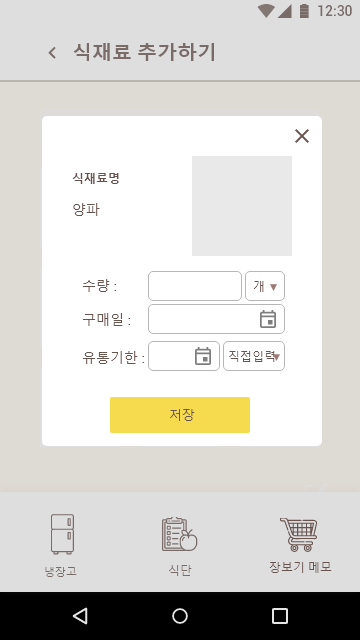 12:30
식재료 추가하기
식재료명
양파
수량 :
개
구매일 :
유통기한 :
직접입력
저장
냉장고
식단
장보기 메모